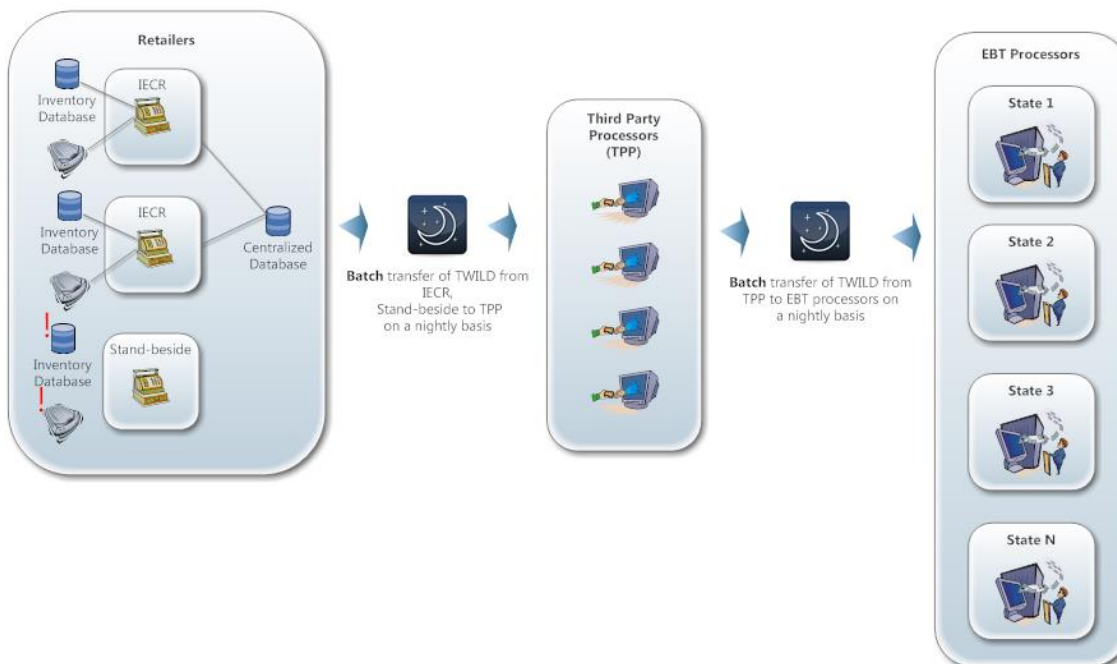 Retailers
IECR
Inventory
Database
IECR
Inventory
Database
Centralized
Database
!
Inventory
Database
Stand-beside
!
Batch transfer of TWILD from
IECR,
Stand-beside to TPP
on a nightly basis
Third Party
Processors
(TPP)
Batch transfer of TWILD from
TPP to EBT processors on
a nightly basis
EBT Processors
State 1
State 2
State 3
State N